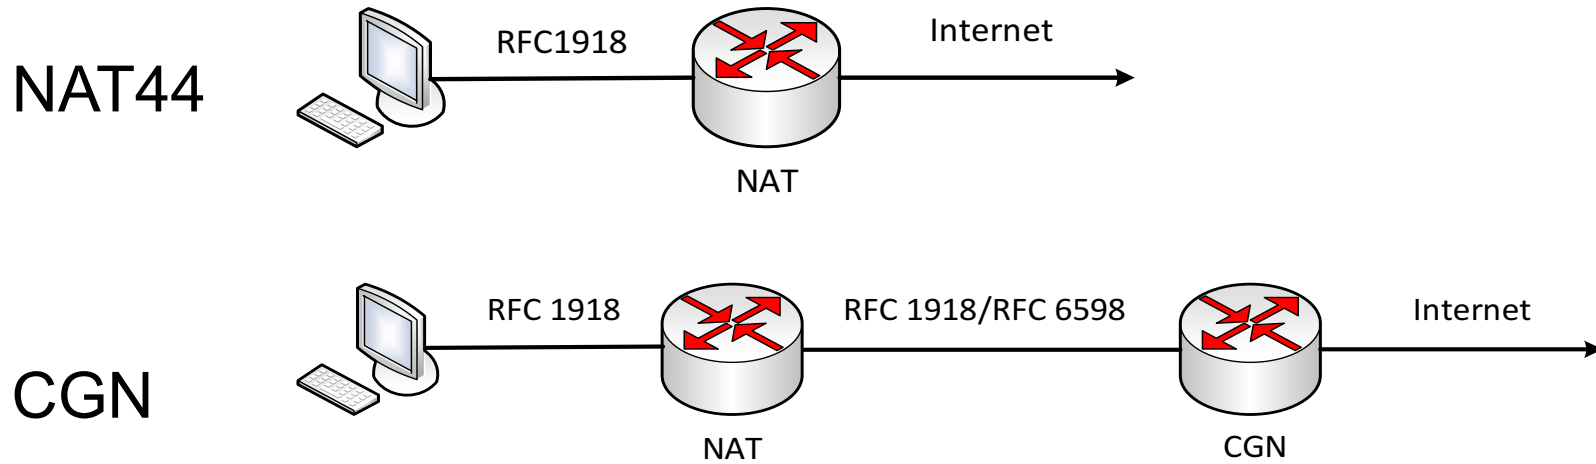 NAT44
RFC1918
Internet
NAT
CGN
RFC 1918
RFC 1918/RFC 6598
Internet
NAT
CGN